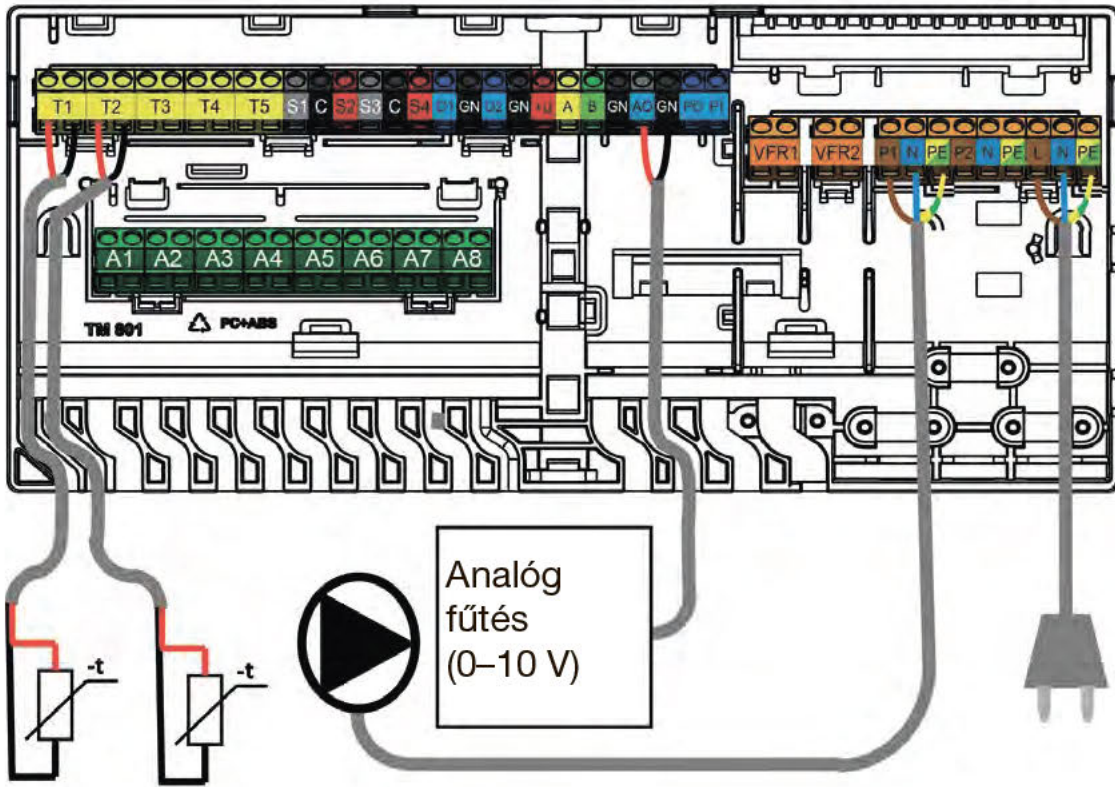 T1 T2 T3 T4 T5 S1 C S2 S3 C S4 D1 GN D2 GN +U A B GN AO GN PO PI
VFR1 VFR2 P1 N PE P2 N PE L N PE
A1 A2 A3 A4 A5 A6 A7 A8
TM 801 PC+ABS
Analóg
fűtés
(0–10 V)
-t -t